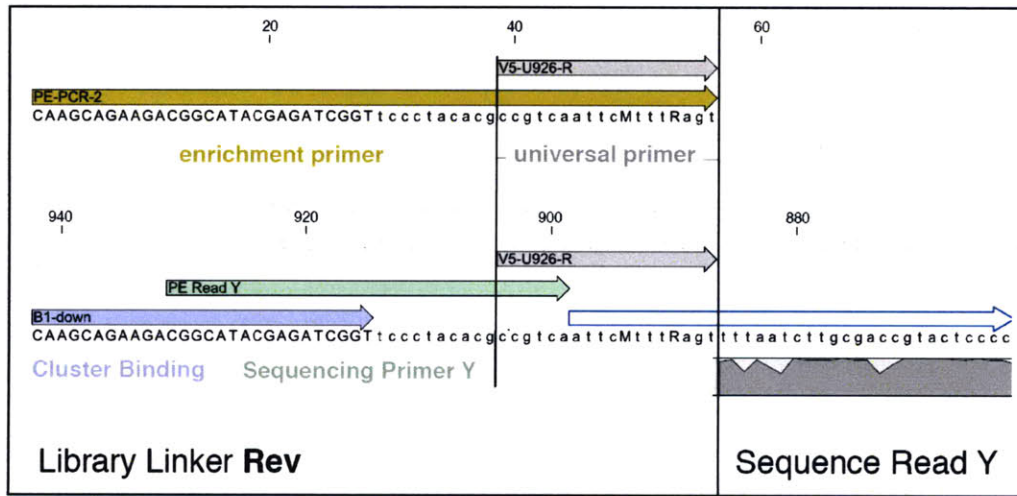 20 40 60
V5-U926-R
PE-PCR-2
CAAGCAGAAGACGGCATACGAGATCGGTtccctacacgccgtcaattcMtttRagt
enrichment primer universal primer
940 920 900 880
V5-U926-R
PE Read Y
B1-down
CAAGCAGAAGACGGCATACGAGATCGGTtccctacacgccgtcaattcMtttRagttttaatcttgcgaccgtactcccc
Cluster Binding Sequencing Primer Y
Library Linker Rev Sequence Read Y